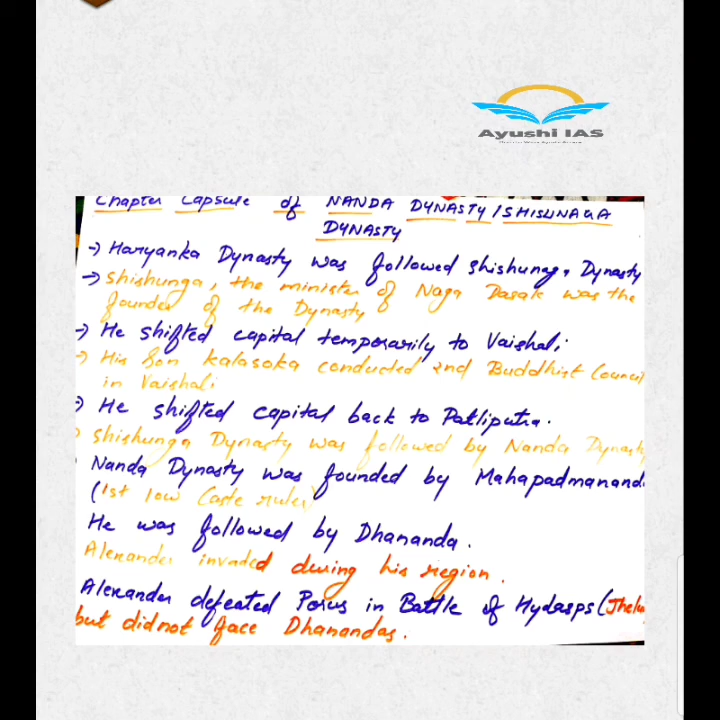 Ayushi IAS
Chapter Capsule of NANDA DYNASTY / SHISUNAGA
DYNASTY
→ Haryanka Dynasty was followed Shishunaga Dynasty
→ Shishunga, the minister of Naga Dasak was the
founder of the Dynasty
→ He shifted capital temporarily to Vaishali
→ His Son Kalasoka conducted 2nd Buddhist Council
in Vaishali
→ He shifted capital back to Patliputra.
Shishunga Dynasty was followed by Nanda Dynasty
Nanda Dynasty was founded by Mahapadmanand
(1st low Caste ruler)
He was followed by Dhananda.
Alexander invaded during his region.
Alexander defeated Porus in Battle of Hydasps (Jhelu
but didnot face Dhanandas.